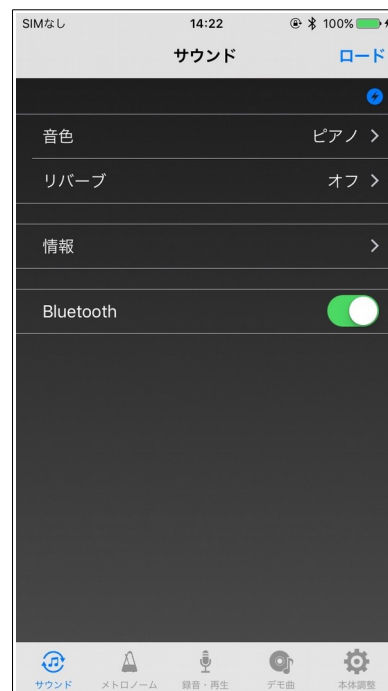 SIMなし 14:22 100%
サウンド ロード
音色 ピアノ
リバーブ オフ
情報
Bluetooth
サウンド メトロノーム 録音・再生 デモ曲 本体調整